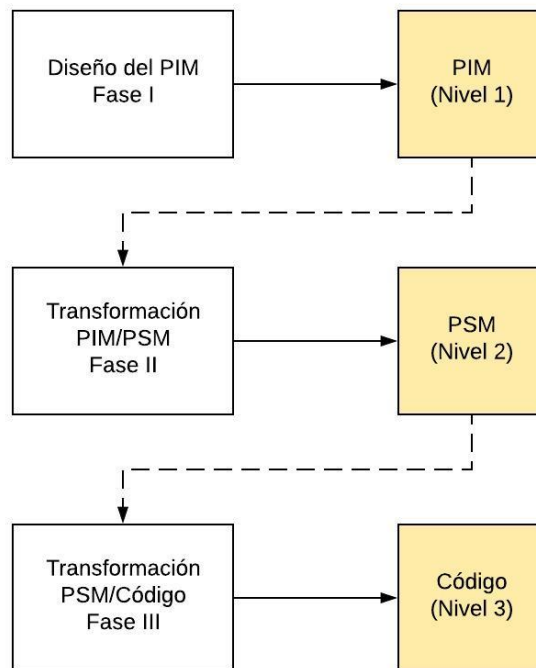 Diseño del PIM
Fase I
PIM
(Nivel 1)
Transformación
PIM/PSM
Fase II
PSM
(Nivel 2)
Transformación
PSM/Código
Fase III
Código
(Nivel 3)